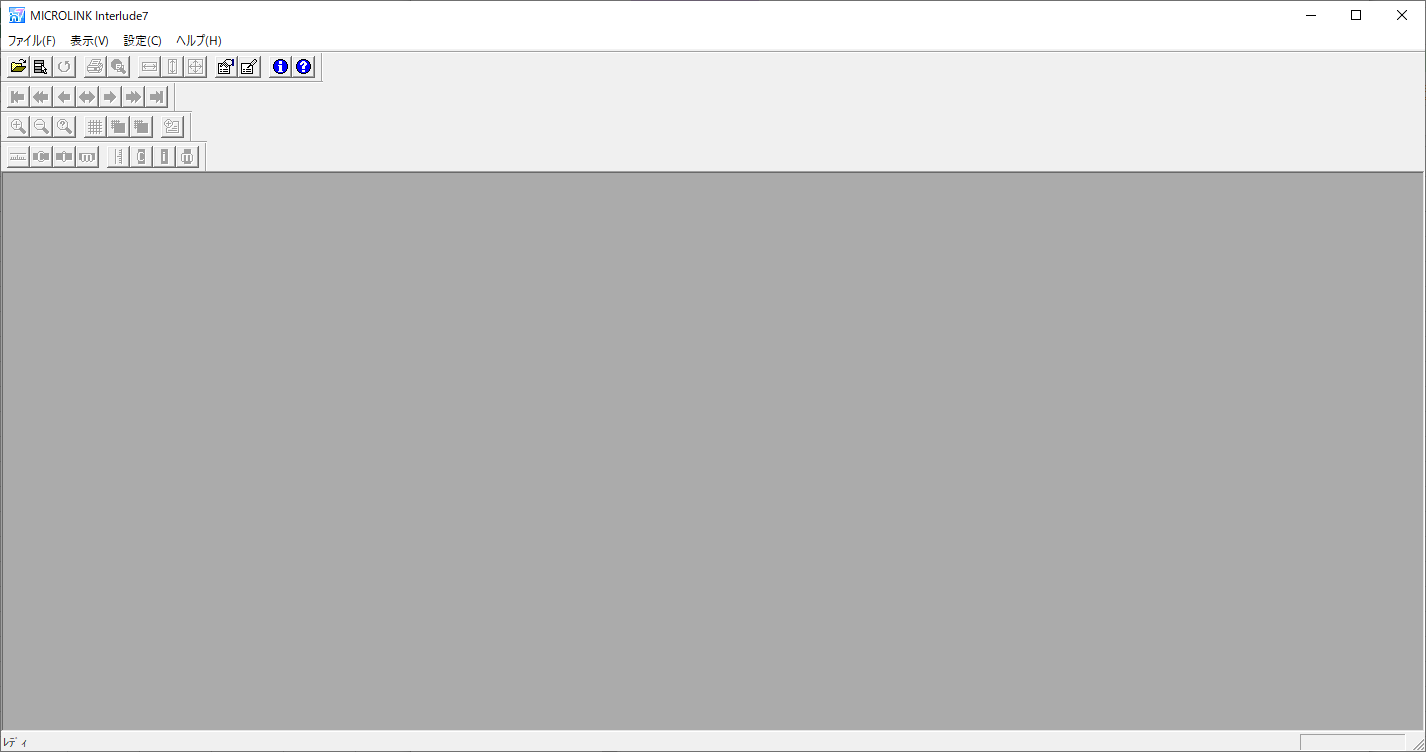 MICROLINK Interlude7
ファイル(F) 表示(V) 設定(C) ヘルプ(H)
レディ